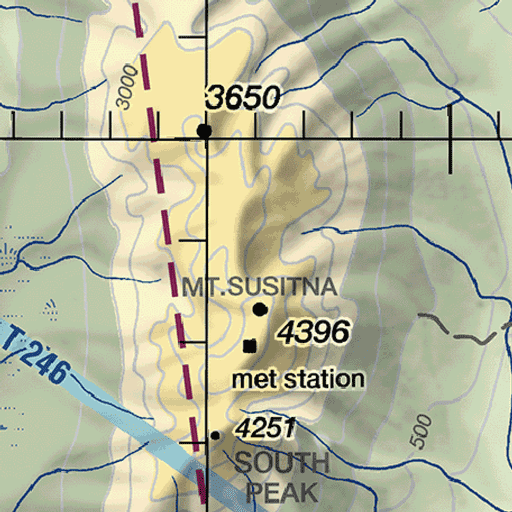 3000
3650
MT. SUSITNA
4396
T 246
met station
4251
500
SOUTH
PEAK